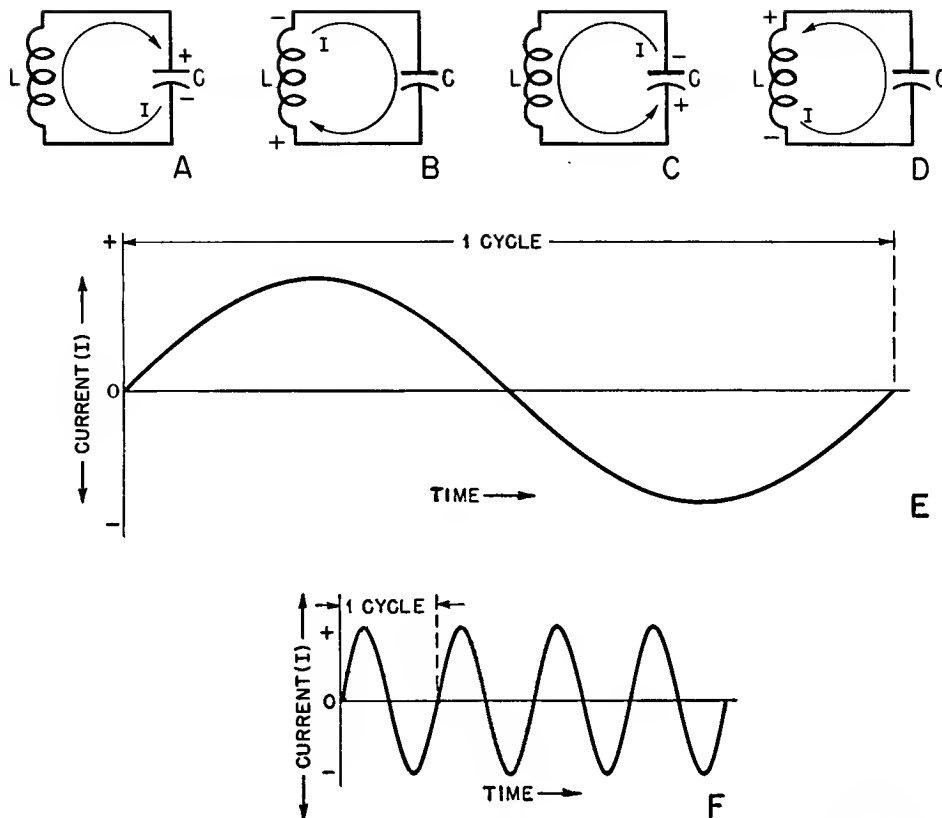 L I + C -
A
- I + C
B
I - C +
C
+ I - C
D
+
1 CYCLE
CURRENT (I)
0
TIME
-
E
1 CYCLE
CURRENT (I)
+
0
-
TIME
F